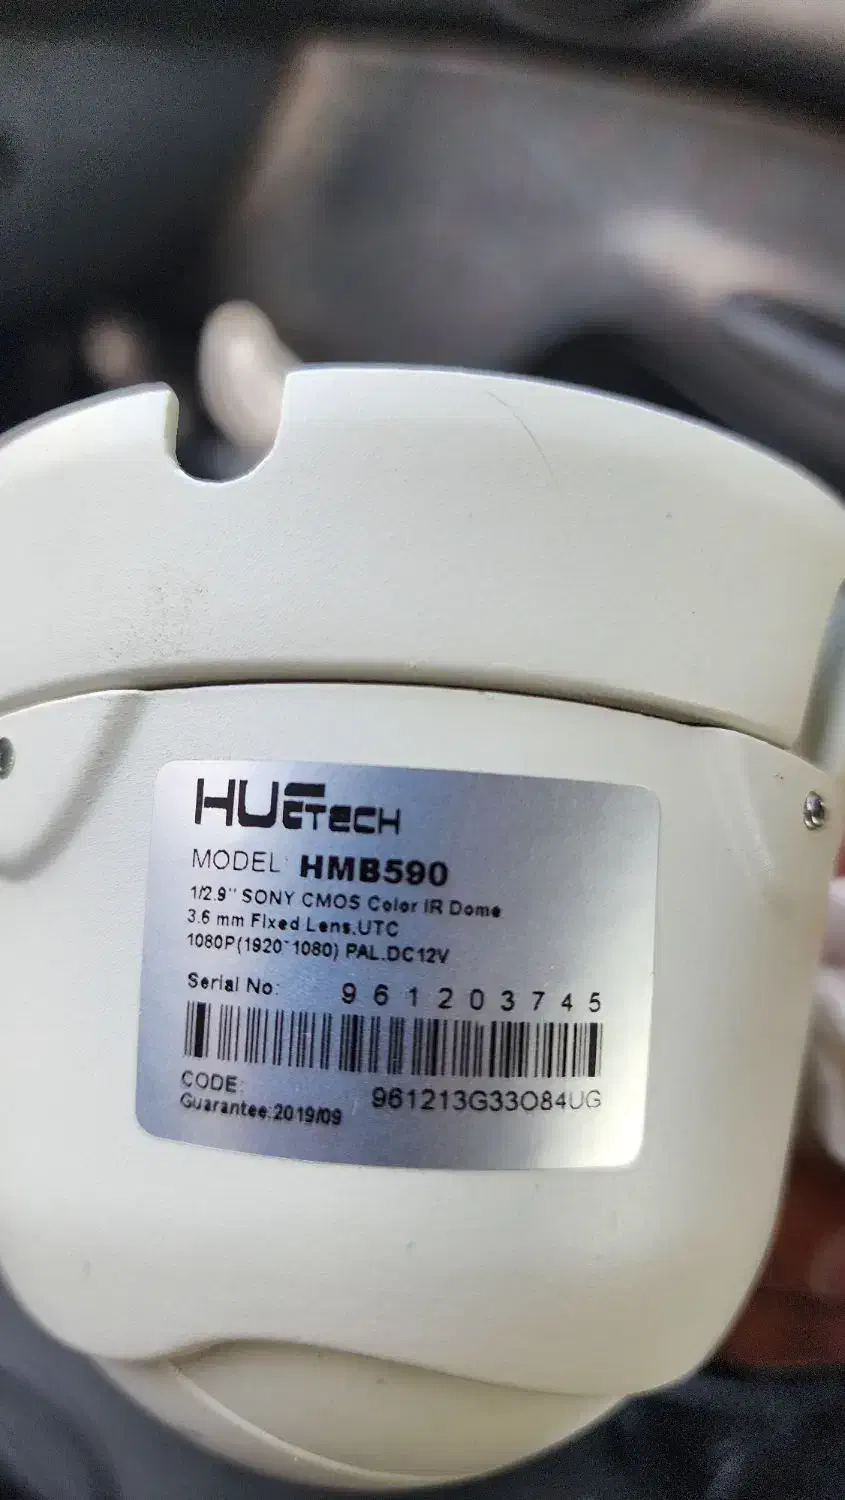 HUETECH
MODEL: HMB590
1/2.9" SONY CMOS Color IR Dome
3.6 mm Fixed Lens,UTC
1080P(1920*1080) PAL.DC12V
Serial No: 961203745
CODE: 961213G33O84UG
Guarantee:2019/09